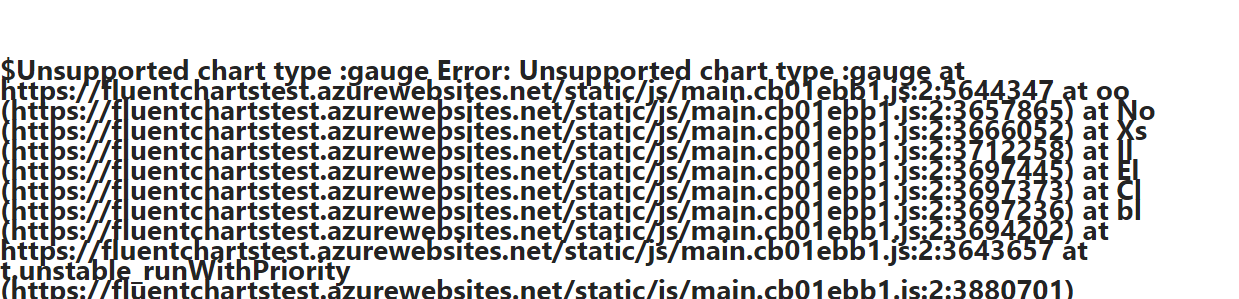 $Unsupported chart type :gauge Error: Unsupported chart type :gauge at
https://fluentchartstest.azurewebsites.net/static/js/main.cb01ebb1.js:2:5644347 at oo
(https://fluentchartstest.azurewebsites.net/static/js/main.cb01ebb1.js:2:3657865) at No
(https://fluentchartstest.azurewebsites.net/static/js/main.cb01ebb1.js:2:3666052) at Xs
(https://fluentchartstest.azurewebsites.net/static/js/main.cb01ebb1.js:2:3712258) at Il
(https://fluentchartstest.azurewebsites.net/static/js/main.cb01ebb1.js:2:3697445) at El
(https://fluentchartstest.azurewebsites.net/static/js/main.cb01ebb1.js:2:3697373) at Cl
(https://fluentchartstest.azurewebsites.net/static/js/main.cb01ebb1.js:2:3697236) at bl
(https://fluentchartstest.azurewebsites.net/static/js/main.cb01ebb1.js:2:3694202) at
https://fluentchartstest.azurewebsites.net/static/js/main.cb01ebb1.js:2:3643657 at
t.unstable_runWithPriority
(https://fluentchartstest.azurewebsites.net/static/js/main.cb01ebb1.js:2:3880701)